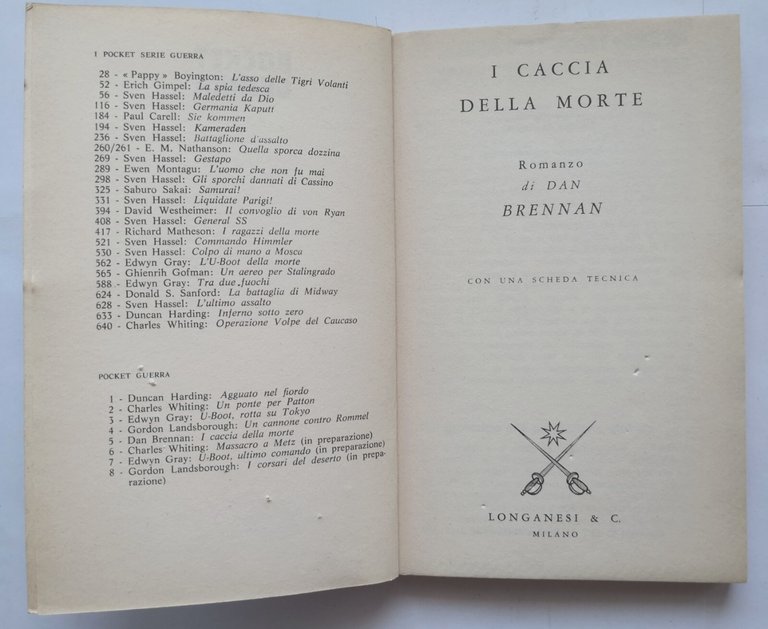 I POCKET SERIE GUERRA
28 - « Pappy » Boyington: L'asso delle Tigri Volanti
52 - Erich Gimpel: La spia tedesca
56 - Sven Hassel: Maledetti da Dio
116 - Sven Hassel: Germania Kaputt
184 - Paul Carell: Sie kommen
194 - Sven Hassel: Kameraden
236 - Sven Hassel: Battaglione d'assalto
260/261 - E. M. Nathanson: Quella sporca dozzina
269 - Sven Hassel: Gestapo
289 - Ewen Montagu: L'uomo che non fu mai
298 - Sven Hassel: Gli sporchi dannati di Cassino
325 - Saburo Sakai: Samurai!
331 - Sven Hassel: Liquidate Parigi!
394 - David Westheimer: Il convoglio di von Ryan
408 - Sven Hassel: General SS
417 - Richard Matheson: I ragazzi della morte
521 - Sven Hassel: Commando Himmler
530 - Sven Hassel: Colpo di mano a Mosca
562 - Edwyn Gray: L'U-Boot della morte
565 - Ghienrih Gofman: Un aereo per Stalingrado
588 - Edwyn Gray: Tra due fuochi
624 - Donald S. Sanford: La battaglia di Midway
628 - Sven Hassel: L'ultimo assalto
633 - Duncan Harding: Inferno sotto zero
640 - Charles Whiting: Operazione Volpe del Caucaso
POCKET GUERRA
1 - Duncan Harding: Agguato nel fiordo
2 - Charles Whiting: Un ponte per Patton
3 - Edwyn Gray: U-Boot, rotta su Tokyo
4 - Gordon Landsborough: Un cannone contro Rommel
5 - Dan Brennan: I caccia della morte
6 - Charles Whiting: Massacro a Metz (in preparazione)
7 - Edwyn Gray: U-Boot, ultimo comando (in preparazione)
8 - Gordon Landsborough: I corsari del deserto (in prepa-
razione)
I CACCIA
DELLA MORTE
Romanzo
di DAN
BRENNAN
CON UNA SCHEDA TECNICA
LONGANESI & C.
MILANO